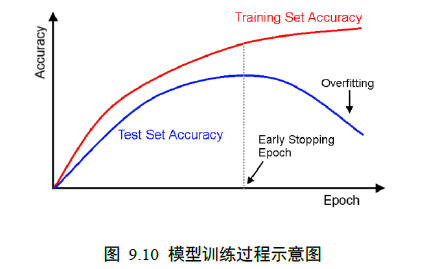 Training Set Accuracy
Accuracy
Overfitting
Test Set Accuracy
Early Stopping
Epoch
Epoch
图 9.10 模型训练过程示意图